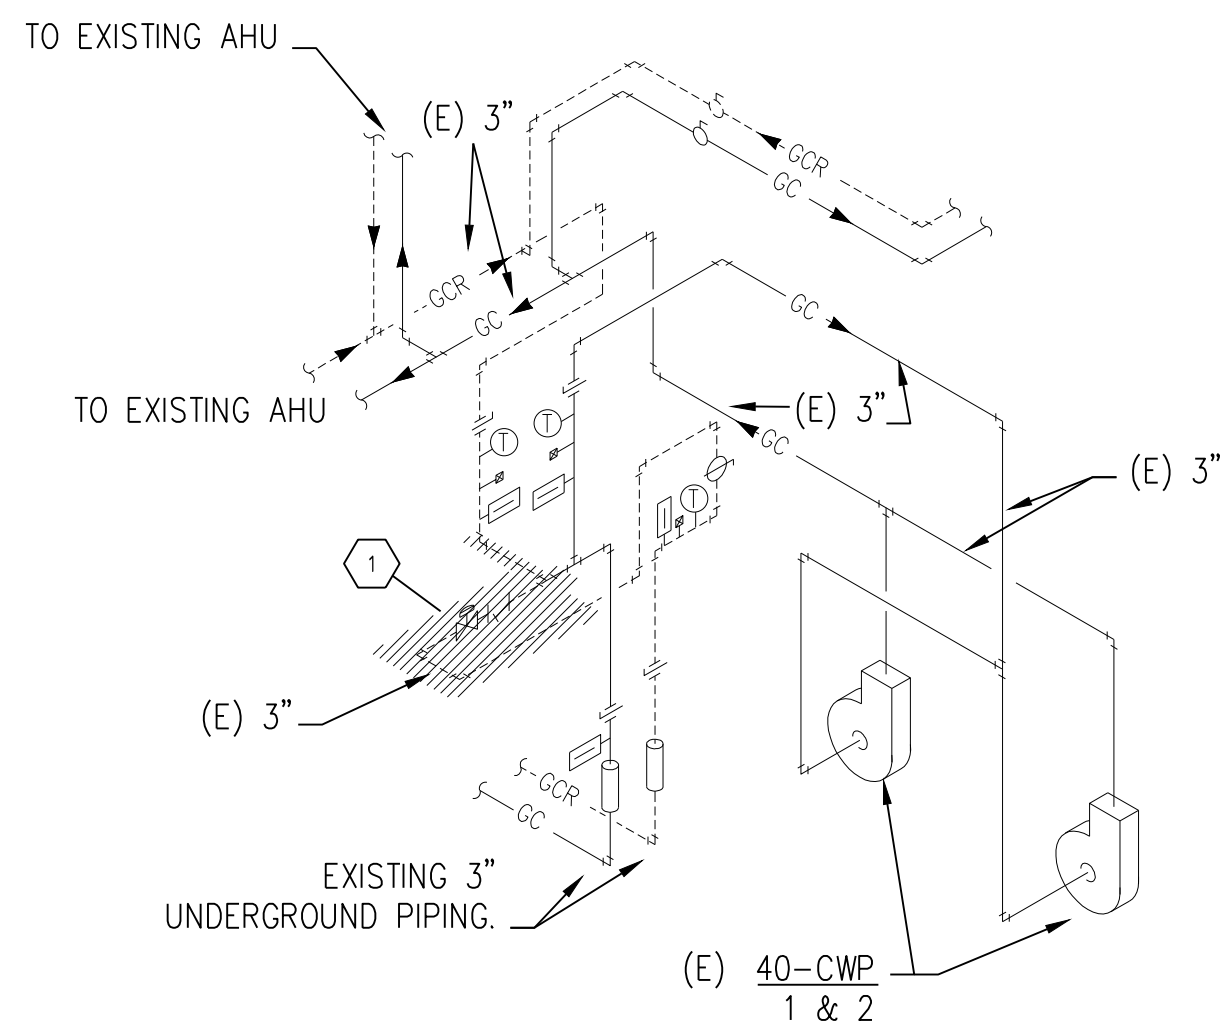 TO EXISTING AHU
(E) 3”
GCR
GC
GCR
GC
GC
TO EXISTING AHU
(E) 3”
GC
T
T
(E) 3”
T
1
(E) 3”
GCR
GC
EXISTING 3”
UNDERGROUND PIPING.
(E) 40-CWP
1 & 2